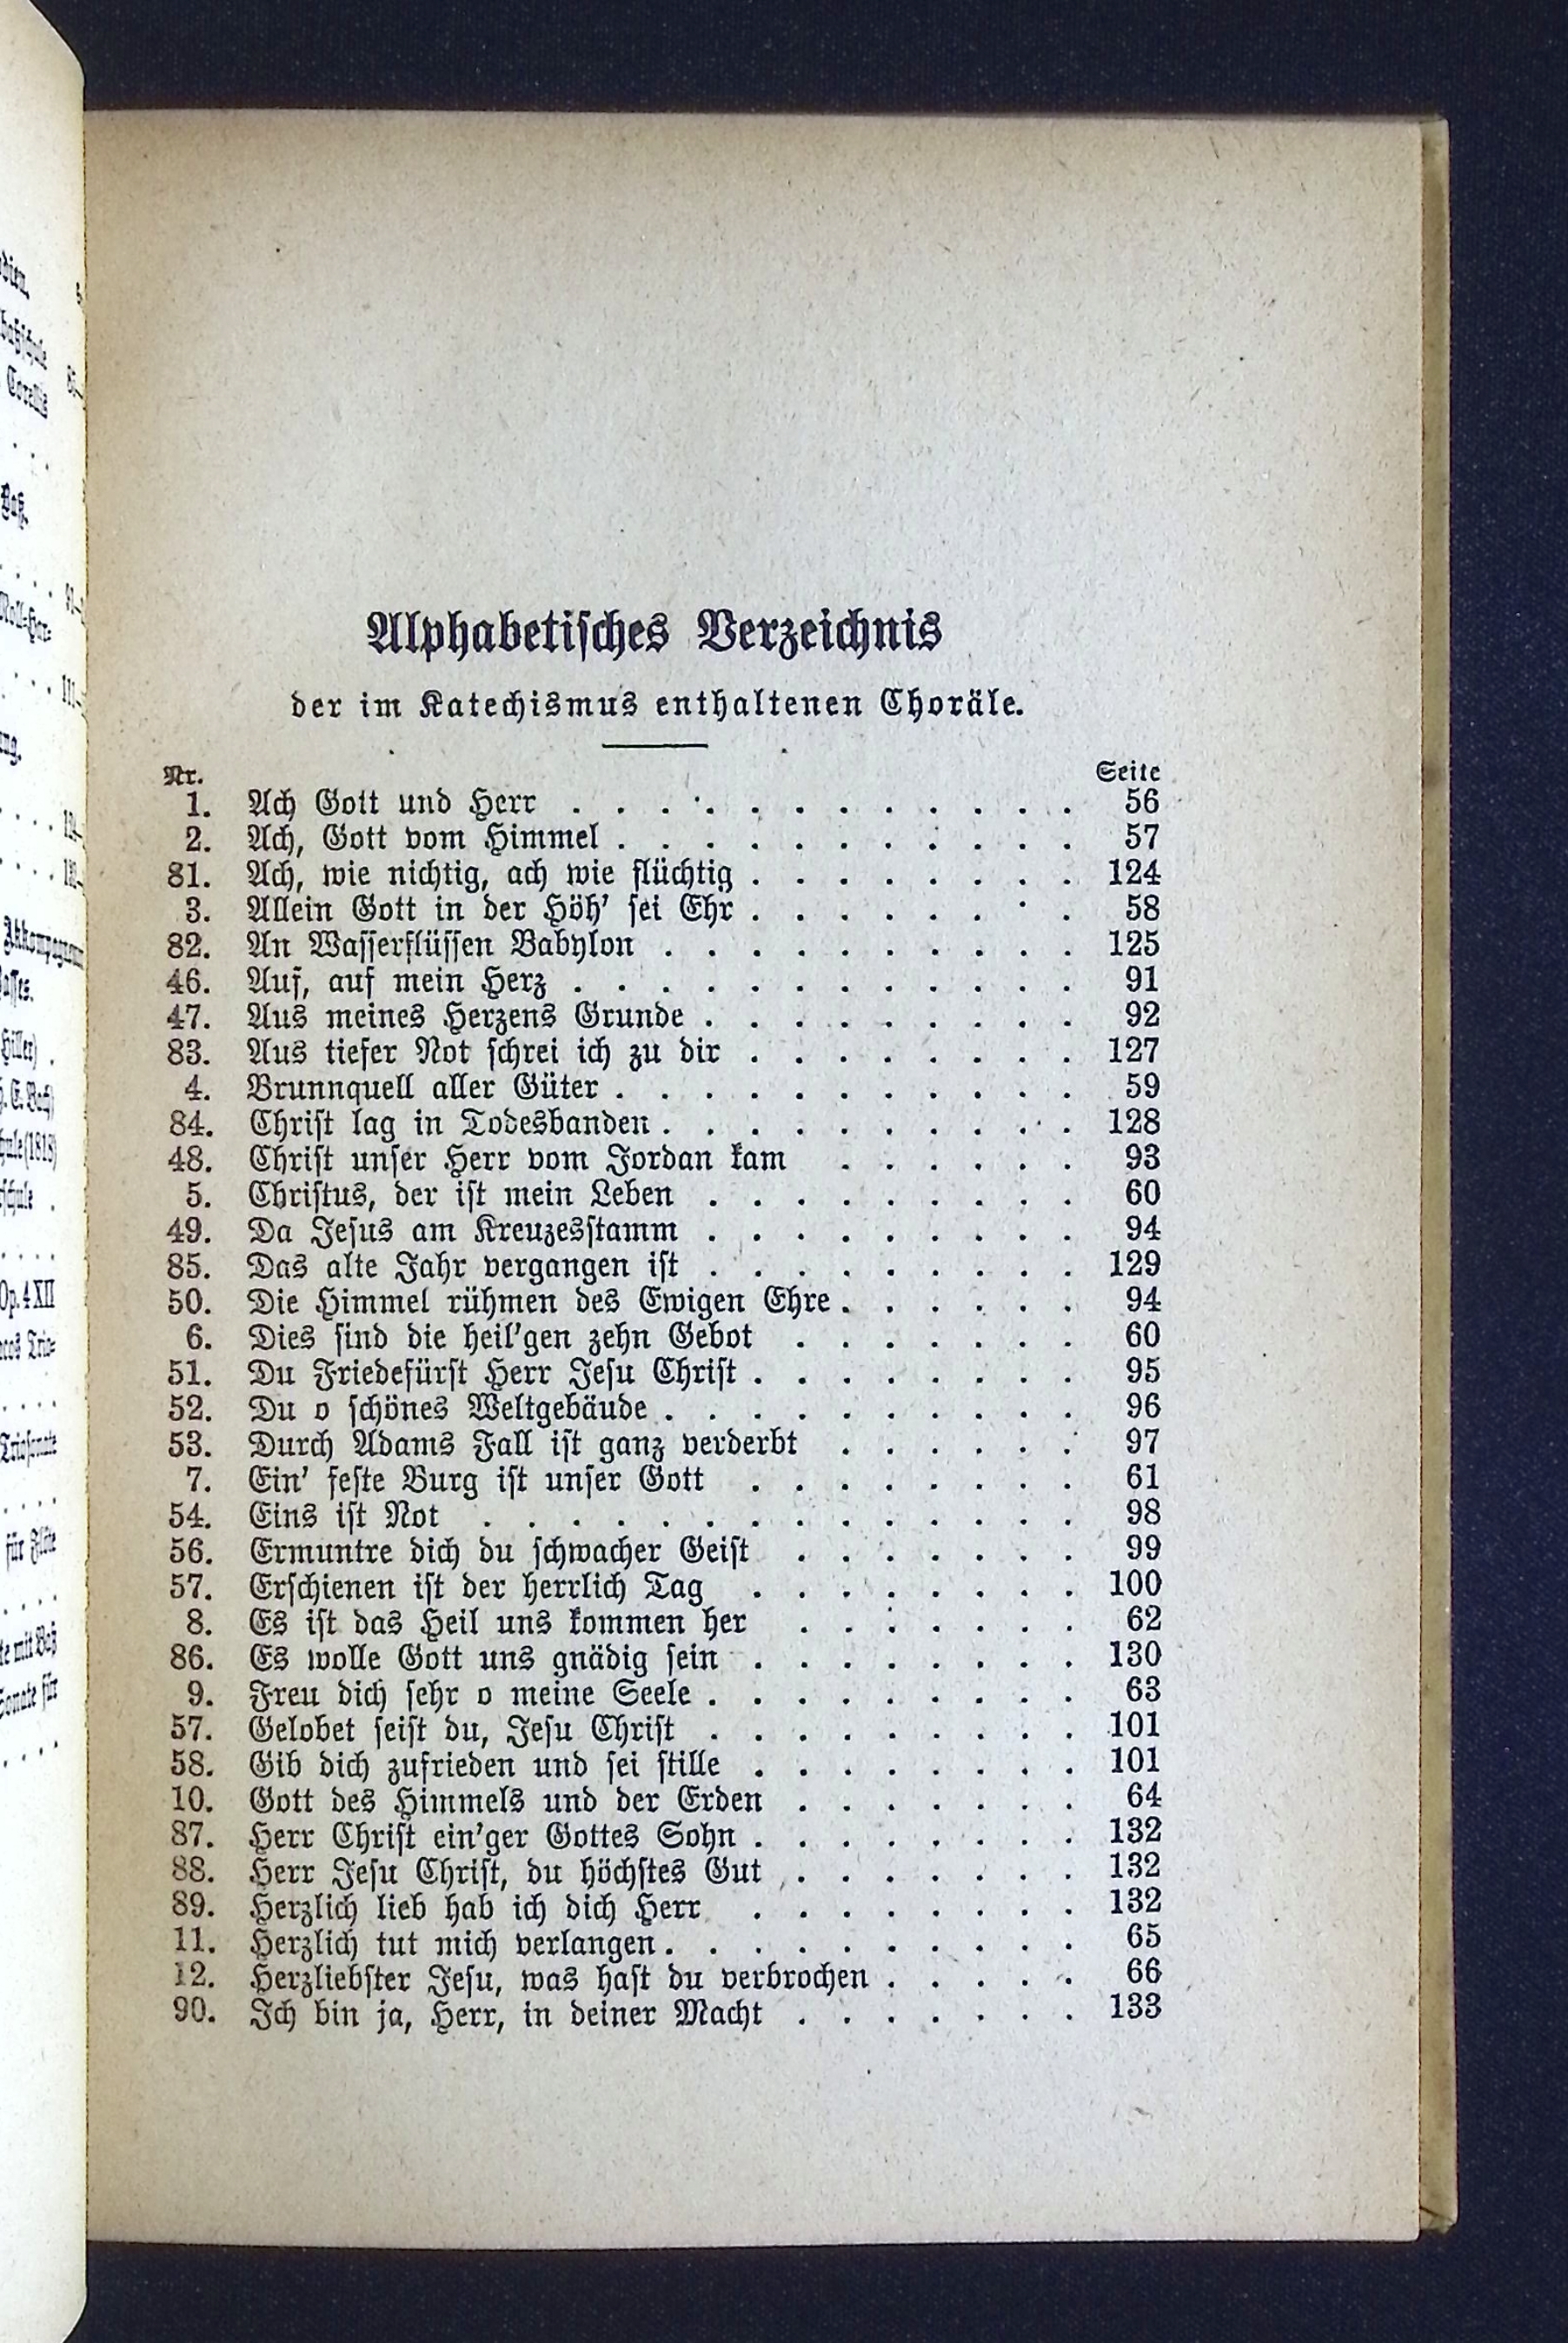 Alphabetisches Verzeichnis
der im Katechismus enthaltenen Choräle.
Nr. Seite
1. Ach Gott und Herr . . . . . . . . . . . . 56
2. Ach, Gott vom Himmel . . . . . . . . . . . 57
81. Ach, wie nichtig, ach wie flüchtig . . . . . . . . 124
3. Allein Gott in der Höh' sei Ehr . . . . . . . . 58
82. An Wasserflüssen Babylon . . . . . . . . . . 125
46. Auf, auf mein Herz . . . . . . . . . . . . 91
47. Aus meines Herzens Grunde . . . . . . . . . 92
83. Aus tiefer Not schrei ich zu dir . . . . . . . . 127
4. Brunnquell aller Güter . . . . . . . . . . . 59
84. Christ lag in Todesbanden . . . . . . . . . . 128
48. Christ unser Herr vom Jordan kam . . . . . . 93
5. Christus, der ist mein Leben . . . . . . . . . 60
49. Da Jesus am Kreuzesstamm . . . . . . . . . 94
85. Das alte Jahr vergangen ist . . . . . . . . . 129
50. Die Himmel rühmen des Ewigen Ehre . . . . . . 94
6. Dies sind die heil'gen zehn Gebot . . . . . . . 60
51. Du Friedefürst Herr Jesu Christ . . . . . . . . 95
52. Du o schönes Weltgebäude . . . . . . . . . . 96
53. Durch Adams Fall ist ganz verderbt . . . . . . 97
7. Ein' feste Burg ist unser Gott . . . . . . . . 61
54. Eins ist Not . . . . . . . . . . . . . . 98
56. Ermuntre dich du schwacher Geist . . . . . . . 99
57. Erschienen ist der herrlich Tag . . . . . . . . 100
8. Es ist das Heil uns kommen her . . . . . . . 62
86. Es wolle Gott uns gnädig sein . . . . . . . . 130
9. Freu dich sehr o meine Seele . . . . . . . . . 63
57. Gelobet seist du, Jesu Christ . . . . . . . . . 101
58. Gib dich zufrieden und sei stille . . . . . . . . 101
10. Gott des Himmels und der Erden . . . . . . . 64
87. Herr Christ ein'ger Gottes Sohn . . . . . . . . 132
88. Herr Jesu Christ, du höchstes Gut . . . . . . . 132
89. Herzlich lieb hab ich dich Herr . . . . . . . . 132
11. Herzlich tut mich verlangen . . . . . . . . . . 65
12. Herzliebster Jesu, was hast du verbrochen . . . . . 66
90. Ich bin ja, Herr, in deiner Macht . . . . . . . 133